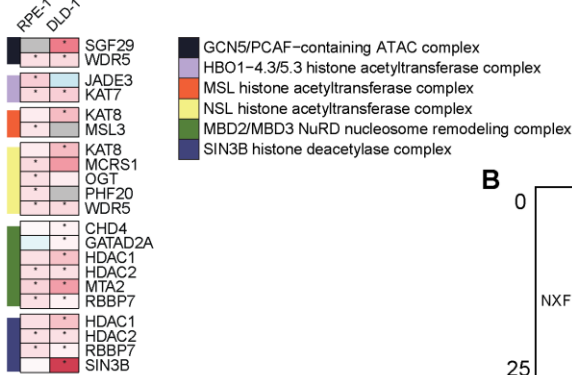 RPE-1
DLD-1
SGF29
WDR5
JADE3
KAT7
KAT8
MSL3
KAT8
MCRS1
OGT
PHF20
WDR5
CHD4
GATAD2A
HDAC1
HDAC2
MTA2
RBBP7
HDAC1
HDAC2
RBBP7
SIN3B
GCN5/PCAF−containing ATAC complex
HBO1−4.3/5.3 histone acetyltransferase complex
MSL histone acetyltransferase complex
NSL histone acetyltransferase complex
MBD2/MBD3 NuRD nucleosome remodeling complex
SIN3B histone deacetylase complex
B
0
NXF
25